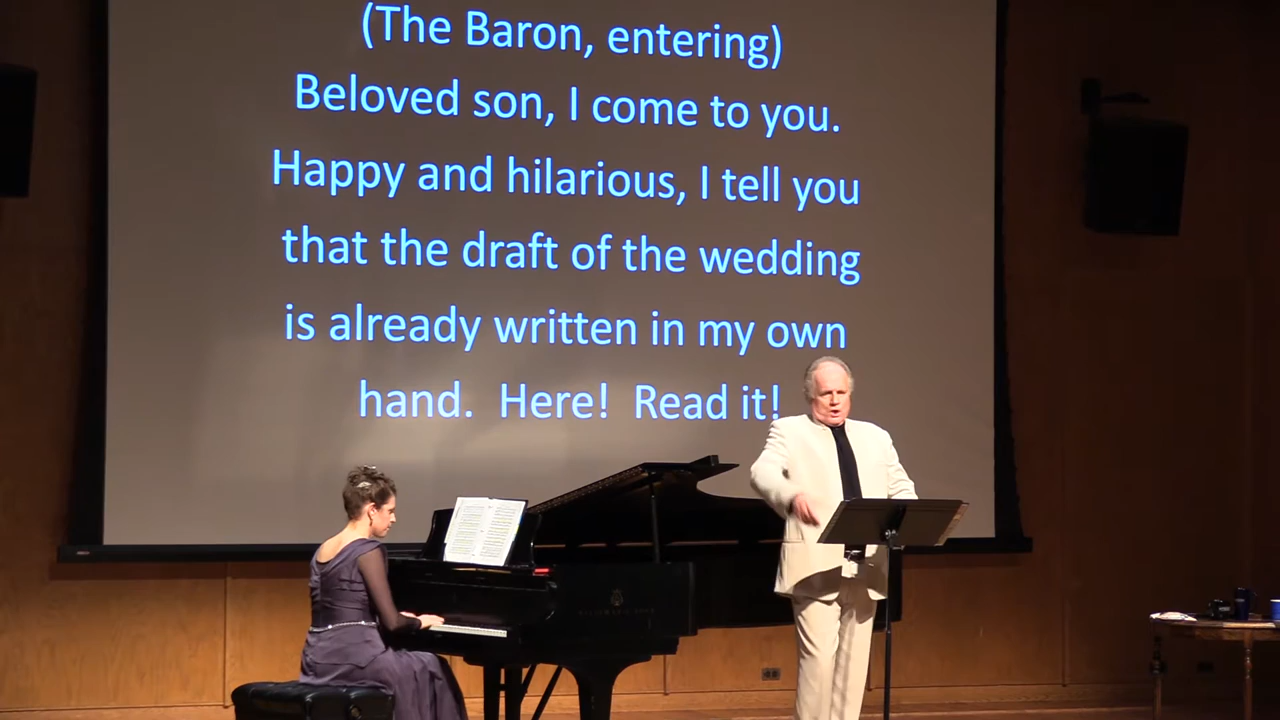 (The Baron, entering)
Beloved son, I come to you.
Happy and hilarious, I tell you
that the draft of the wedding
is already written in my own
hand.  Here!  Read it!